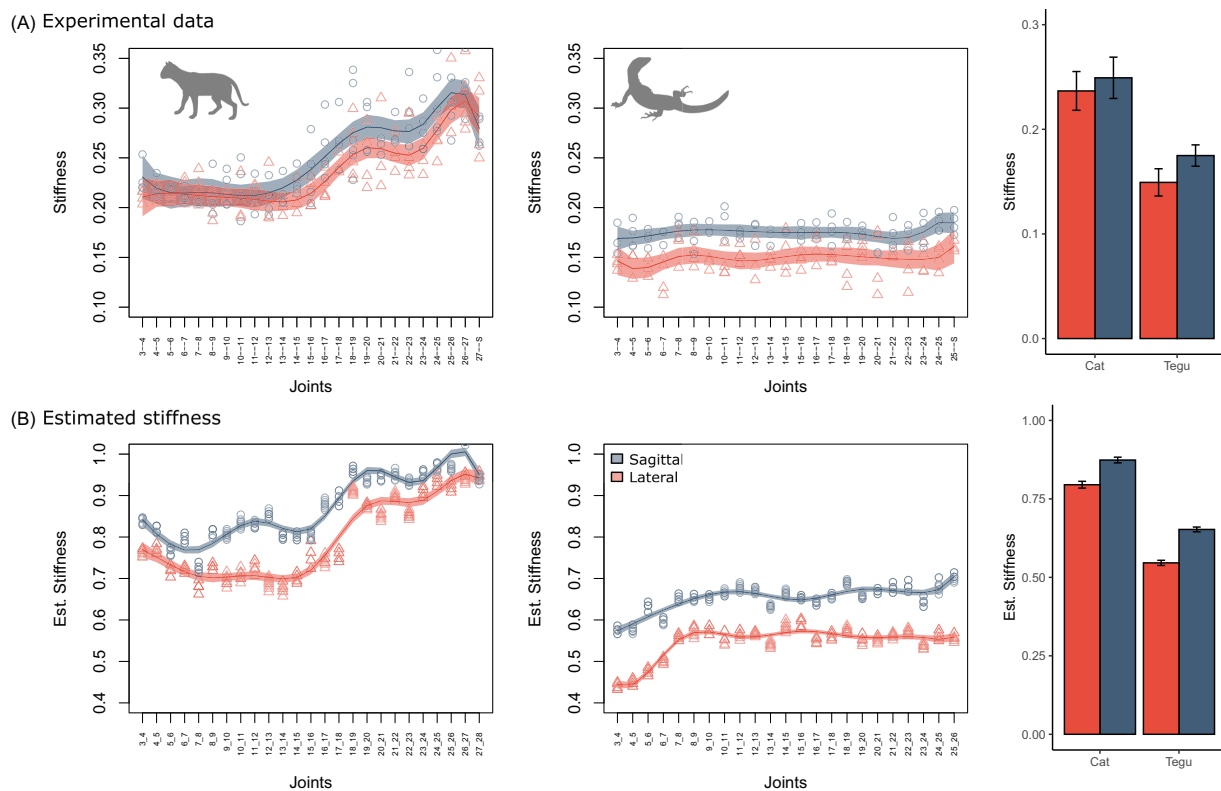 (A) Experimental data
Stiffness
0.10 0.15 0.20 0.25 0.30 0.35
3--4 4--5 5--6 6--7 7--8 8--9 9--10 10--11 11--12 12--13 13--14 14--15 15--16 16--17 17--18 18--19 19--20 20--21 21--22 22--23 23--24 24--25 25--26 26--27 27--S
Joints
Stiffness
0.10 0.15 0.20 0.25 0.30 0.35
3--4 4--5 5--6 6--7 7--8 8--9 9--10 10--11 11--12 12--13 13--14 14--15 15--16 16--17 17--18 18--19 19--20 20--21 21--22 22--23 23--24 24--25 25--S
Joints
Stiffness
0.3
0.2
0.1
0.0
Cat Tegu
(B) Estimated stiffness
Est. Stiffness
0.4 0.5 0.6 0.7 0.8 0.9 1.0
3_4 4_5 5_6 6_7 7_8 8_9 9_10 10_11 11_12 12_13 13_14 14_15 15_16 16_17 17_18 18_19 19_20 20_21 21_22 22_23 23_24 24_25 25_26 26_27 27_28
Joints
Est. Stiffness
0.4 0.5 0.6 0.7 0.8 0.9 1.0
Sagittal
Lateral
3_4 4_5 5_6 6_7 7_8 8_9 9_10 10_11 11_12 12_13 13_14 14_15 15_16 16_17 17_18 18_19 19_20 20_21 21_22 22_23 23_24 24_25 25_26
Joints
Est. Stiffness
1.00
0.75
0.50
0.25
0.00
Cat Tegu